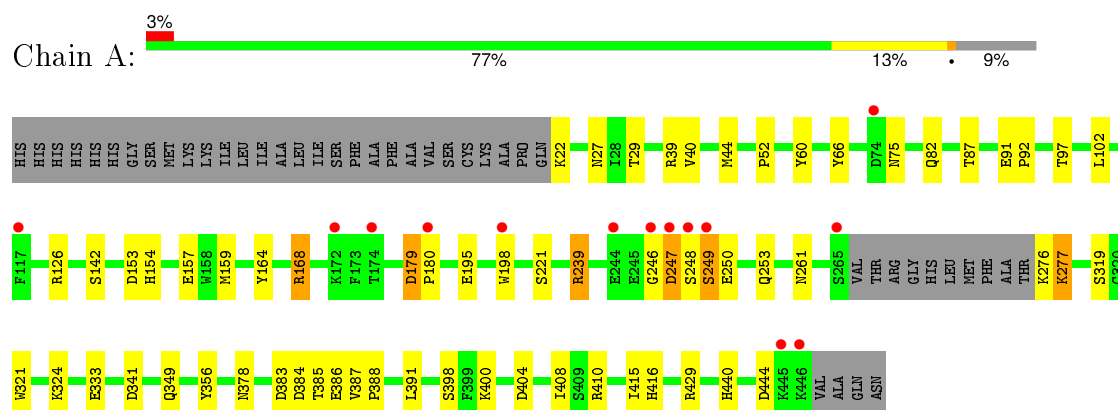 3%
Chain A:
77% 13% • 9%
HIS HIS HIS HIS HIS HIS GLY SER MET LYS LYS ILE LEU ILE ALA LEU ILE SER PHE ALA PHE ALA VAL SER CYS LYS ALA PRO GLN K22 N27 I28 T29 R39 V40 M44 P52 Y60 Y66 D74 N75 Q82 T87 E91 P92 T97 L102
F117 R126 S142 D153 H154 E157 W158 M159 Y164 R168 K172 F173 T174 D179 P180 E195 W198 S221 R239 E244 E245 G246 D247 S248 S249 E250 Q253 N261 S265 VAL THR ARG GLY HIS LEU MET PHE ALA THR K276 K277 S319
W321 K324 E333 D341 Q349 Y356 N378 D383 D384 T385 E386 V387 P388 L391 S398 F399 K400 D404 I408 S409 R410 I415 H416 R429 H440 D444 K445 K446 VAL ALA GLN ASN